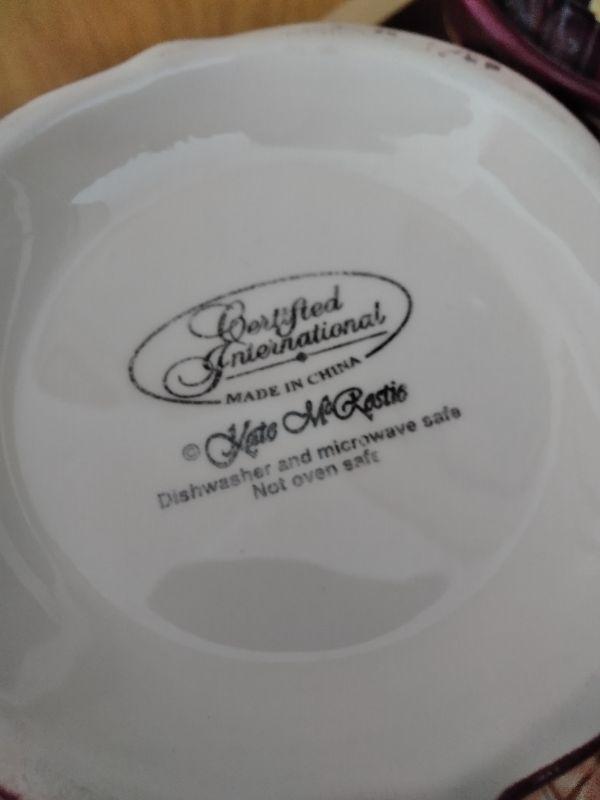 Certified
International
MADE IN CHINA
© Kate McRostie
Dishwasher and microwave safe
Not oven safe